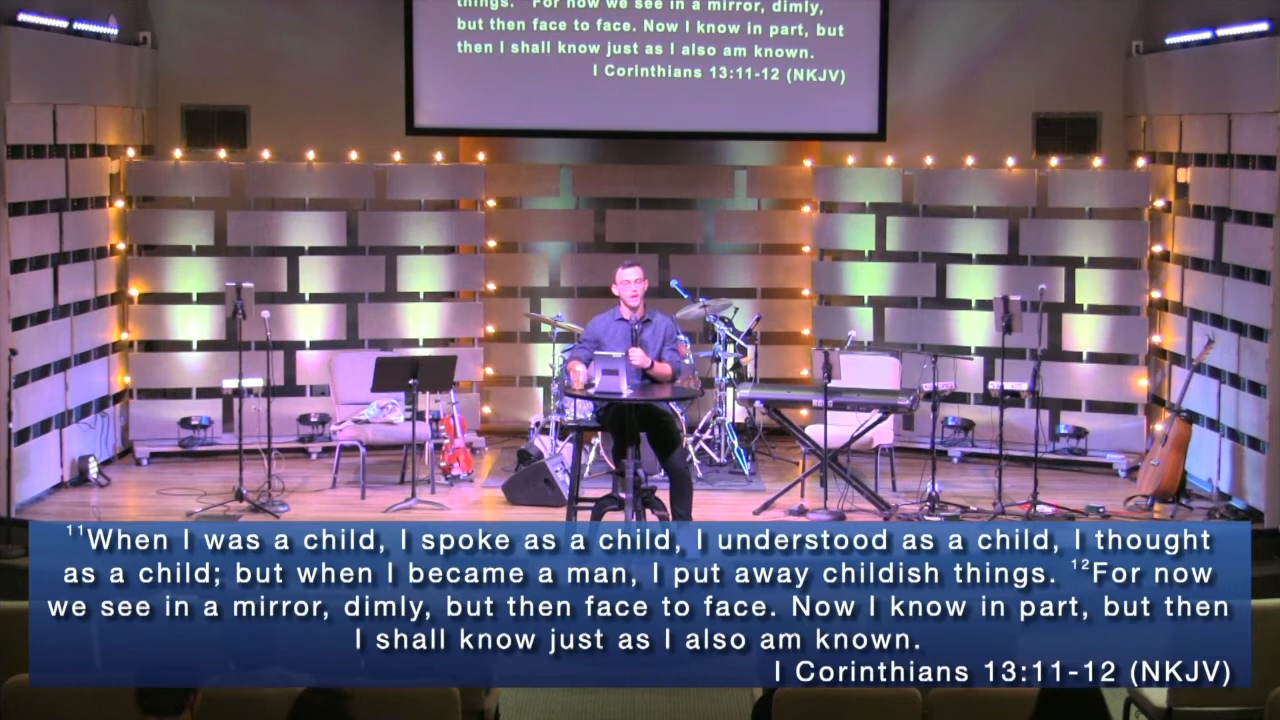 things. For now we see in a mirror, dimly,
but then face to face. Now I know in part, but
then I shall know just as I also am known.
I Corinthians 13:11-12 (NKJV)
KORG
¹¹When I was a child, I spoke as a child, I understood as a child, I thought
as a child; but when I became a man, I put away childish things. ¹²For now
we see in a mirror, dimly, but then face to face. Now I know in part, but then
I shall know just as I also am known.
I Corinthians 13:11-12 (NKJV)